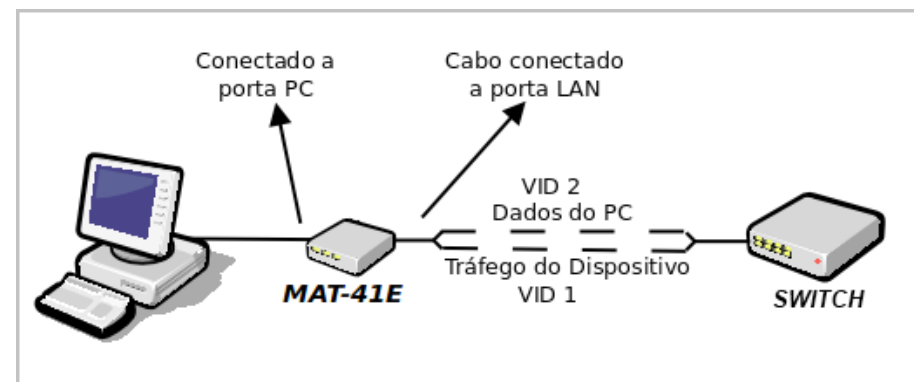 Conectado a
porta PC
Cabo conectado
a porta LAN
VID 2
Dados do PC
Tráfego do Dispositivo
VID 1
MAT-41E
SWITCH